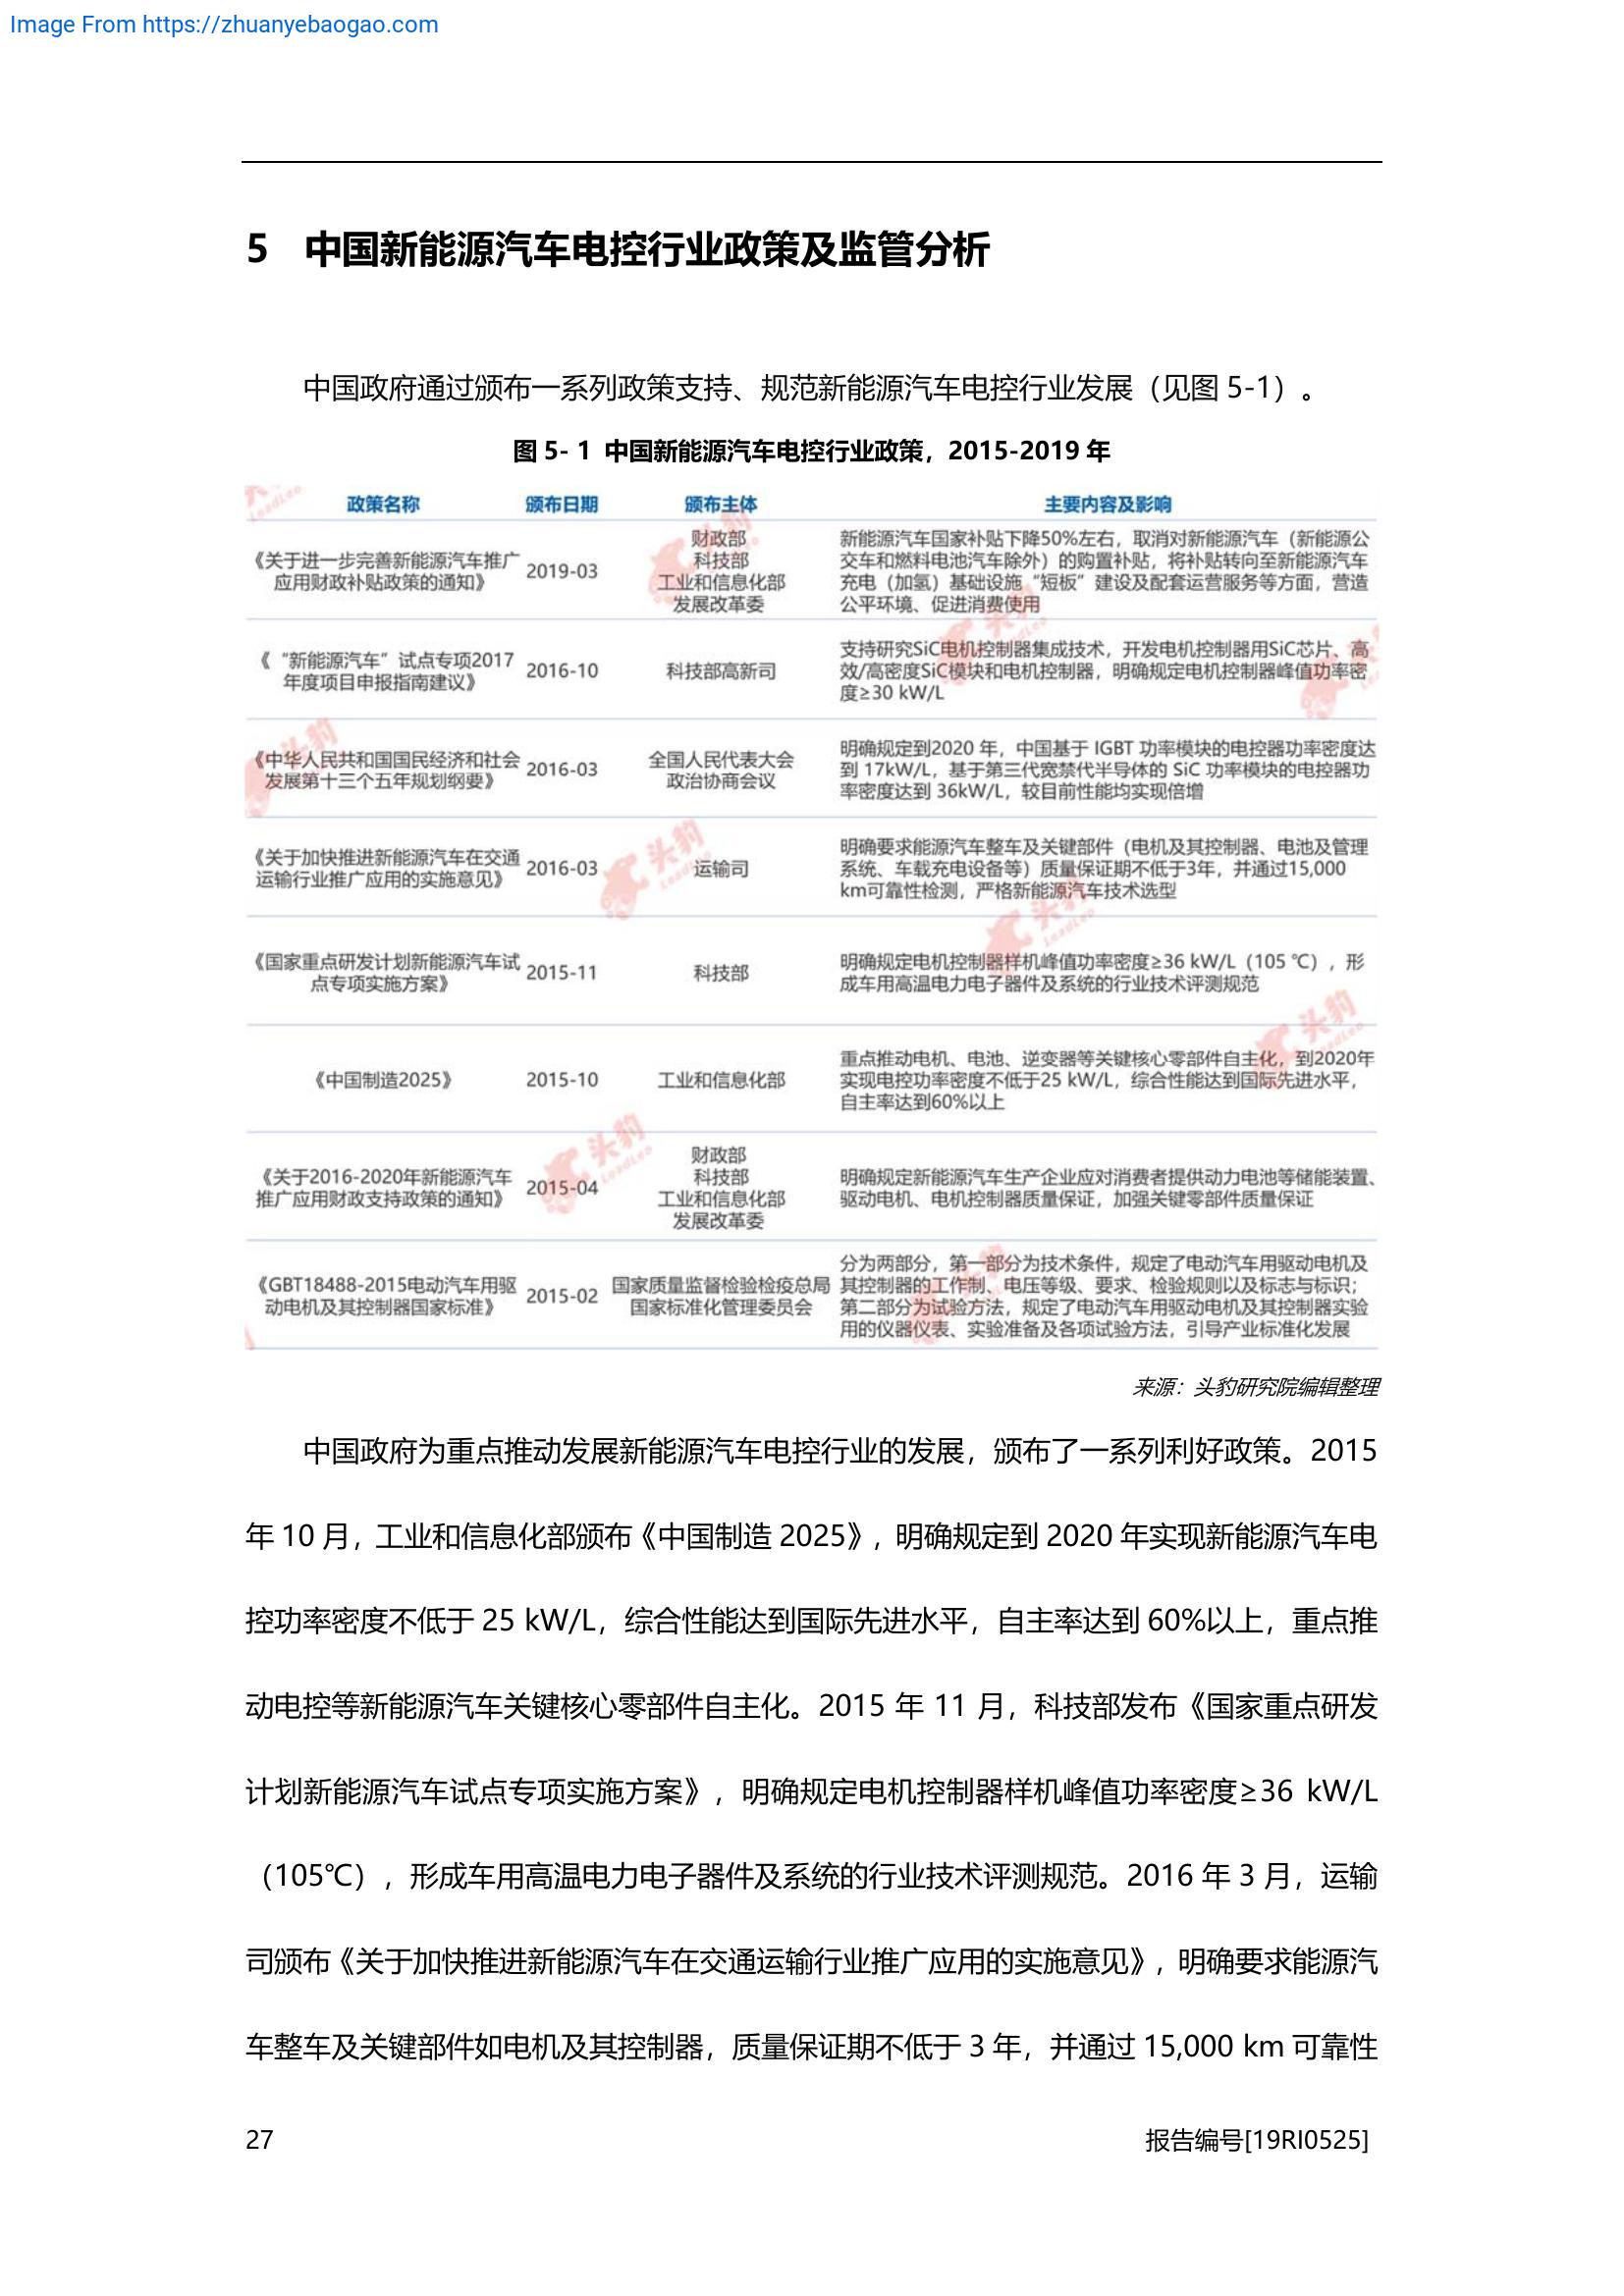 Image From https://zhuanyebaogao.com
5 中国新能源汽车电控行业政策及监管分析
中国政府通过颁布一系列政策支持、规范新能源汽车电控行业发展（见图 5-1）。
图 5- 1 中国新能源汽车电控行业政策，2015-2019 年
政策名称 颁布日期 颁布主体 主要内容及影响
《关于进一步完善新能源汽车推广
应用财政补贴政策的通知》
2019-03
财政部
科技部
工业和信息化部
发展改革委
新能源汽车国家补贴下降50%左右，取消对新能源汽车（新能源公
交车和燃料电池汽车除外）的购置补贴，将补贴转向至新能源汽车
充电（加氢）基础设施“短板”建设及配套运营服务等方面，营造
公平环境、促进消费使用
《“新能源汽车”试点专项2017
年度项目申报指南建议》
2016-10
科技部高新司
支持研究SiC电机控制器集成技术，开发电机控制器用SiC芯片、高
效/高密度SiC模块和电机控制器，明确规定电机控制器峰值功率密
度≥30 kW/L
《中华人民共和国国民经济和社会
发展第十三个五年规划纲要》
2016-03
全国人民代表大会
政治协商会议
明确规定到2020 年，中国基于 IGBT 功率模块的电控器功率密度达
到 17kW/L，基于第三代宽禁代半导体的 SiC 功率模块的电控器功
率密度达到 36kW/L，较目前性能均实现倍增
《关于加快推进新能源汽车在交通
运输行业推广应用的实施意见》
2016-03
运输司
明确要求能源汽车整车及关键部件（电机及其控制器、电池及管理
系统、车载充电设备等）质量保证期不低于3年，并通过15,000
km可靠性检测，严格新能源汽车技术选型
《国家重点研发计划新能源汽车试
点专项实施方案》
2015-11
科技部
明确规定电机控制器样机峰值功率密度≥36 kW/L（105 ℃），形
成车用高温电力电子器件及系统的行业技术评测规范
《中国制造2025》
2015-10
工业和信息化部
重点推动电机、电池、逆变器等关键核心零部件自主化，到2020年
实现电控功率密度不低于25 kW/L，综合性能达到国际先进水平，
自主率达到60%以上
《关于2016-2020年新能源汽车
推广应用财政支持政策的通知》
2015-04
财政部
科技部
工业和信息化部
发展改革委
明确规定新能源汽车生产企业应对消费者提供动力电池等储能装置、
驱动电机、电机控制器质量保证，加强关键零部件质量保证
《GBT18488-2015电动汽车用驱
动电机及其控制器国家标准》
2015-02
国家质量监督检验检疫总局
国家标准化管理委员会
分为两部分，第一部分为技术条件，规定了电动汽车用驱动电机及
其控制器的工作制、电压等级、要求、检验规则以及标志与标识；
第二部分为试验方法，规定了电动汽车用驱动电机及其控制器实验
用的仪器仪表、实验准备及各项试验方法，引导产业标准化发展
来源：头豹研究院编辑整理
中国政府为重点推动发展新能源汽车电控行业的发展，颁布了一系列利好政策。2015
年 10 月，工业和信息化部颁布《中国制造 2025》，明确规定到 2020 年实现新能源汽车电
控功率密度不低于 25 kW/L，综合性能达到国际先进水平，自主率达到 60%以上，重点推
动电控等新能源汽车关键核心零部件自主化。2015 年 11 月，科技部发布《国家重点研发
计划新能源汽车试点专项实施方案》，明确规定电机控制器样机峰值功率密度≥36 kW/L
（105℃），形成车用高温电力电子器件及系统的行业技术评测规范。2016 年 3 月，运输
司颁布《关于加快推进新能源汽车在交通运输行业推广应用的实施意见》，明确要求能源汽
车整车及关键部件如电机及其控制器，质量保证期不低于 3 年，并通过 15,000 km 可靠性
27 报告编号[19RI0525]